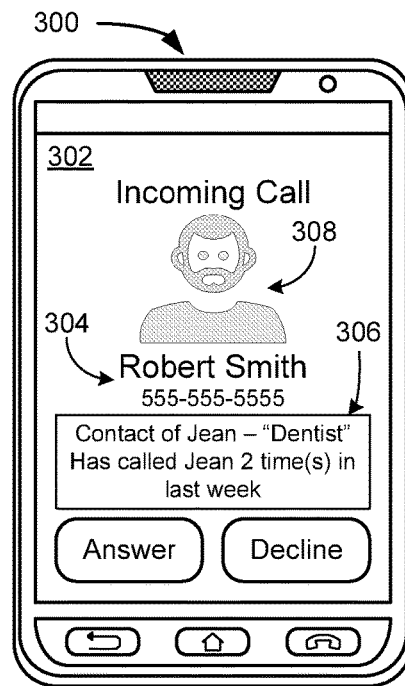 300
302
Incoming Call
308
304
306
Robert Smith
555-555-5555
Contact of Jean – “Dentist”
Has called Jean 2 time(s) in
last week
Answer
Decline